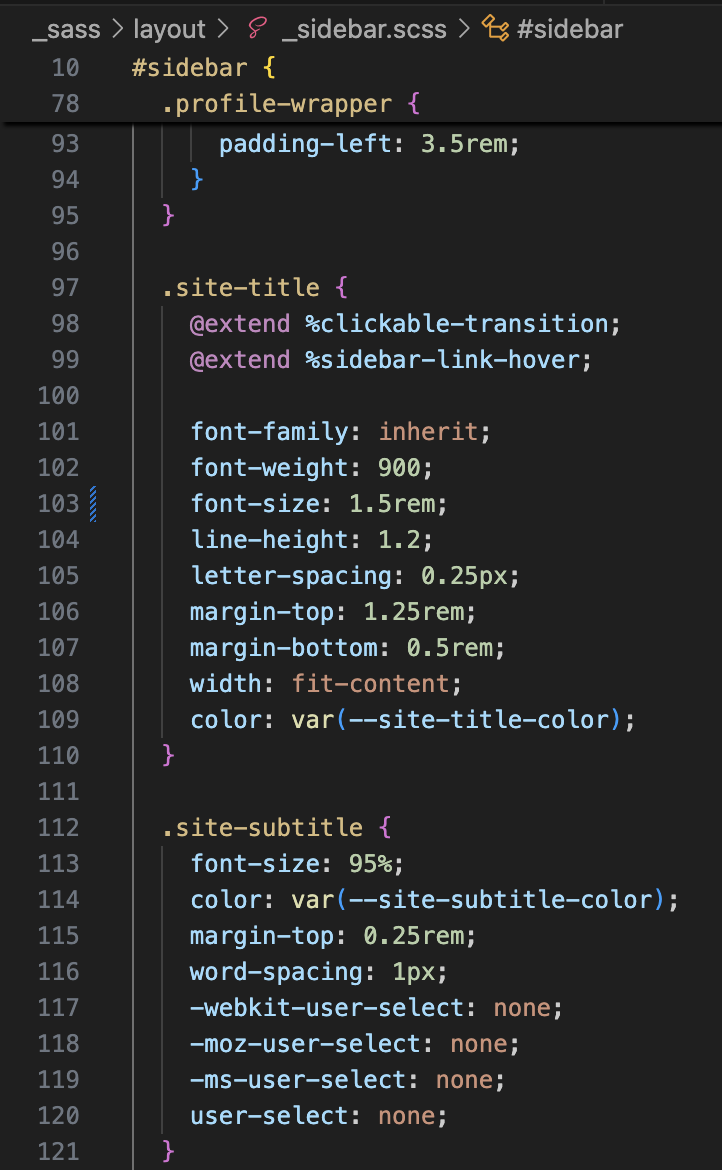 _sass > layout > _sidebar.scss > #sidebar
10 #sidebar {
78 .profile-wrapper {
93 padding-left: 3.5rem;
94 }
95 }
96
97 .site-title {
98 @extend %clickable-transition;
99 @extend %sidebar-link-hover;
100
101 font-family: inherit;
102 font-weight: 900;
103 font-size: 1.5rem;
104 line-height: 1.2;
105 letter-spacing: 0.25px;
106 margin-top: 1.25rem;
107 margin-bottom: 0.5rem;
108 width: fit-content;
109 color: var(--site-title-color);
110 }
111
112 .site-subtitle {
113 font-size: 95%;
114 color: var(--site-subtitle-color);
115 margin-top: 0.25rem;
116 word-spacing: 1px;
117 -webkit-user-select: none;
118 -moz-user-select: none;
119 -ms-user-select: none;
120 user-select: none;
121 }